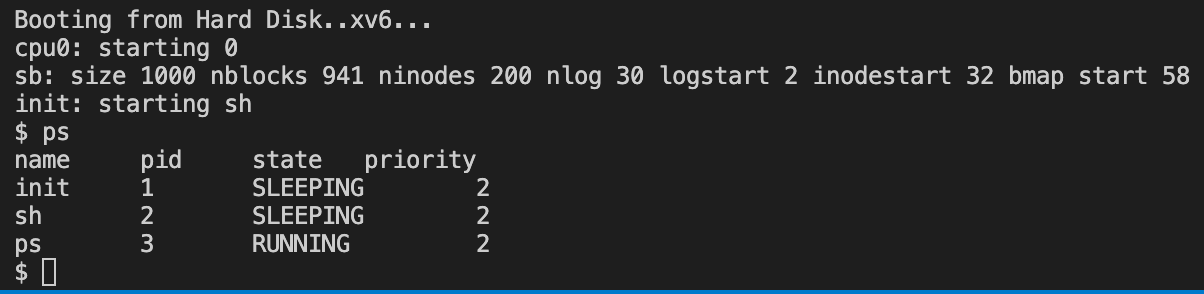 Booting from Hard Disk..xv6...
cpu0: starting 0
sb: size 1000 nblocks 941 ninodes 200 nlog 30 logstart 2 inodestart 32 bmap start 58
init: starting sh
$ ps
name     pid     state   priority
init     1       SLEEPING        2
sh       2       SLEEPING        2
ps       3       RUNNING         2
$